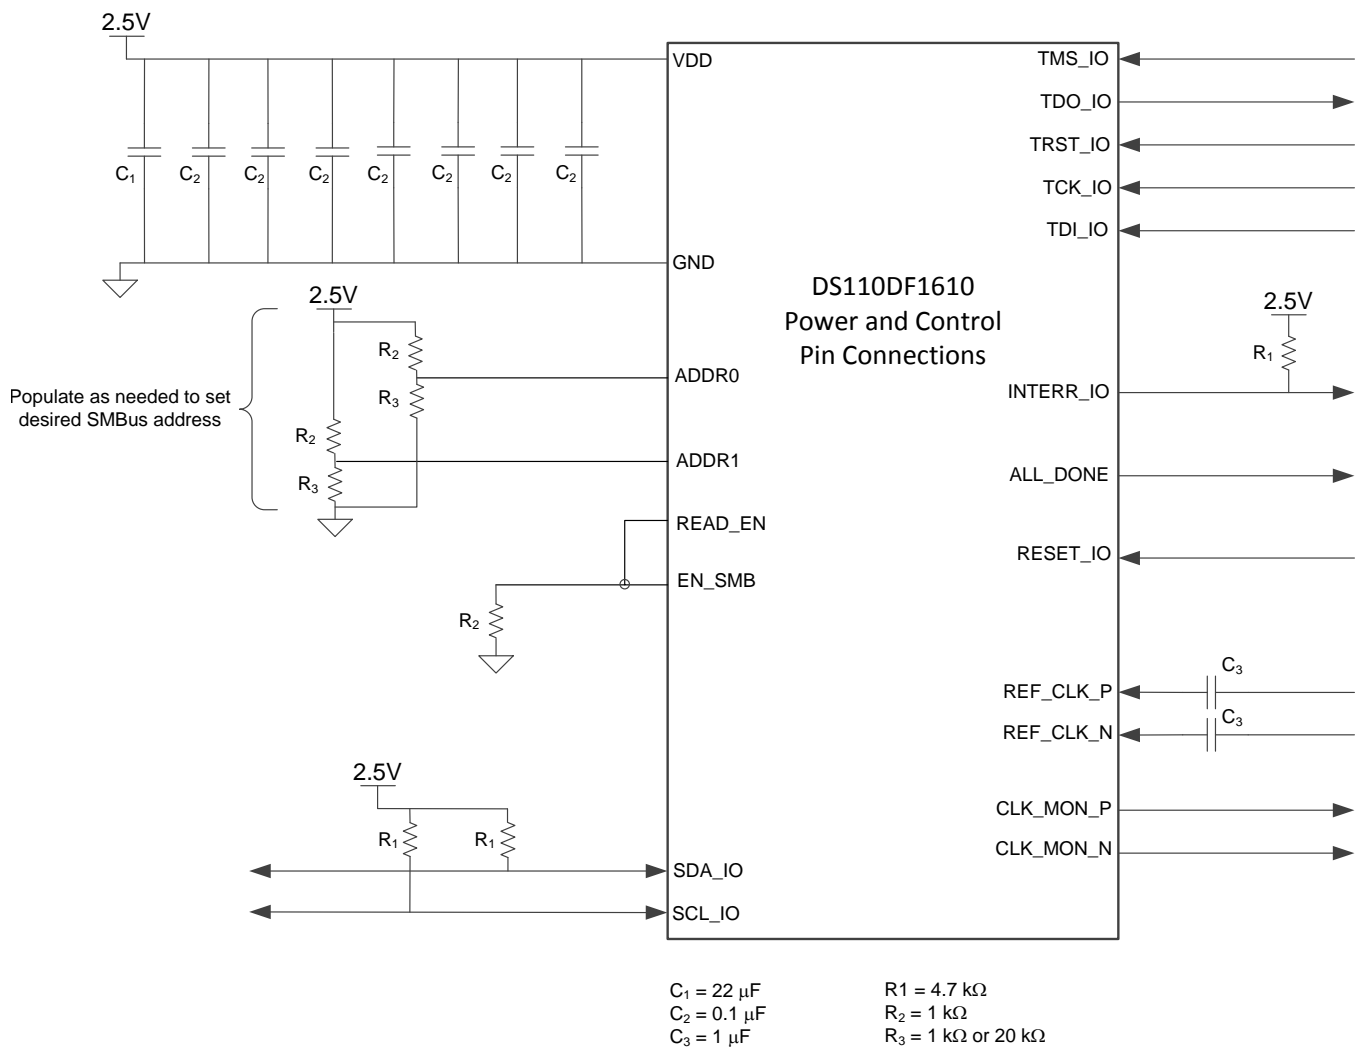 2.5V
VDD
C₁
C₂
C₂
C₂
C₂
C₂
C₂
C₂
GND
2.5V
R₂
ADDR0
R₃
Populate as needed to set
desired SMBus address
R₂
ADDR1
R₃
READ_EN
EN_SMB
R₂
2.5V
R₁
R₁
SDA_IO
SCL_IO
DS110DF1610
Power and Control
Pin Connections
TMS_IO
TDO_IO
TRST_IO
TCK_IO
TDI_IO
2.5V
R₁
INTERR_IO
ALL_DONE
RESET_IO
C₃
REF_CLK_P
C₃
REF_CLK_N
CLK_MON_P
CLK_MON_N
C₁ = 22 μF
C₂ = 0.1 μF
C₃ = 1 μF
R1 = 4.7 kΩ
R₂ = 1 kΩ
R₃ = 1 kΩ or 20 kΩ